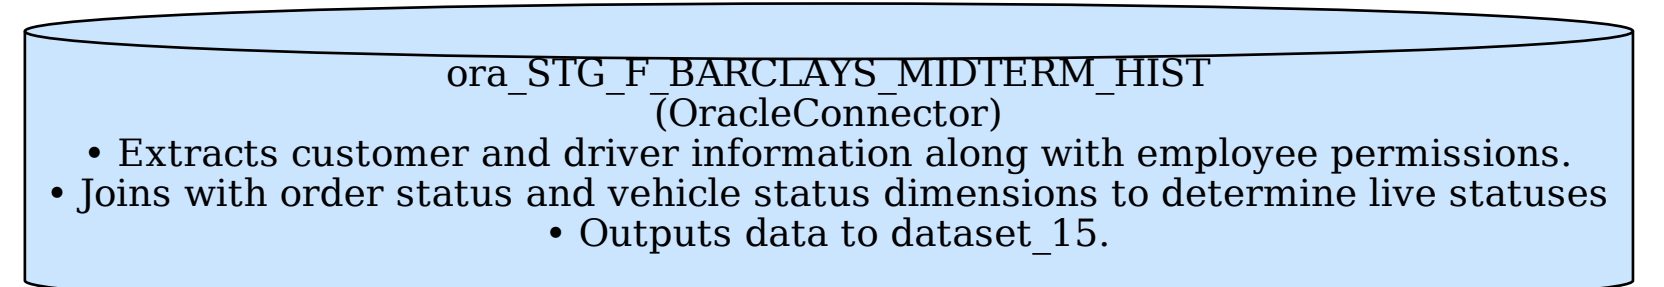 ora_STG_F_BARCLAYS_MIDTERM_HIST
(OracleConnector)
• Extracts customer and driver information along with employee permissions.
• Joins with order status and vehicle status dimensions to determine live statuses
• Outputs data to dataset_15.